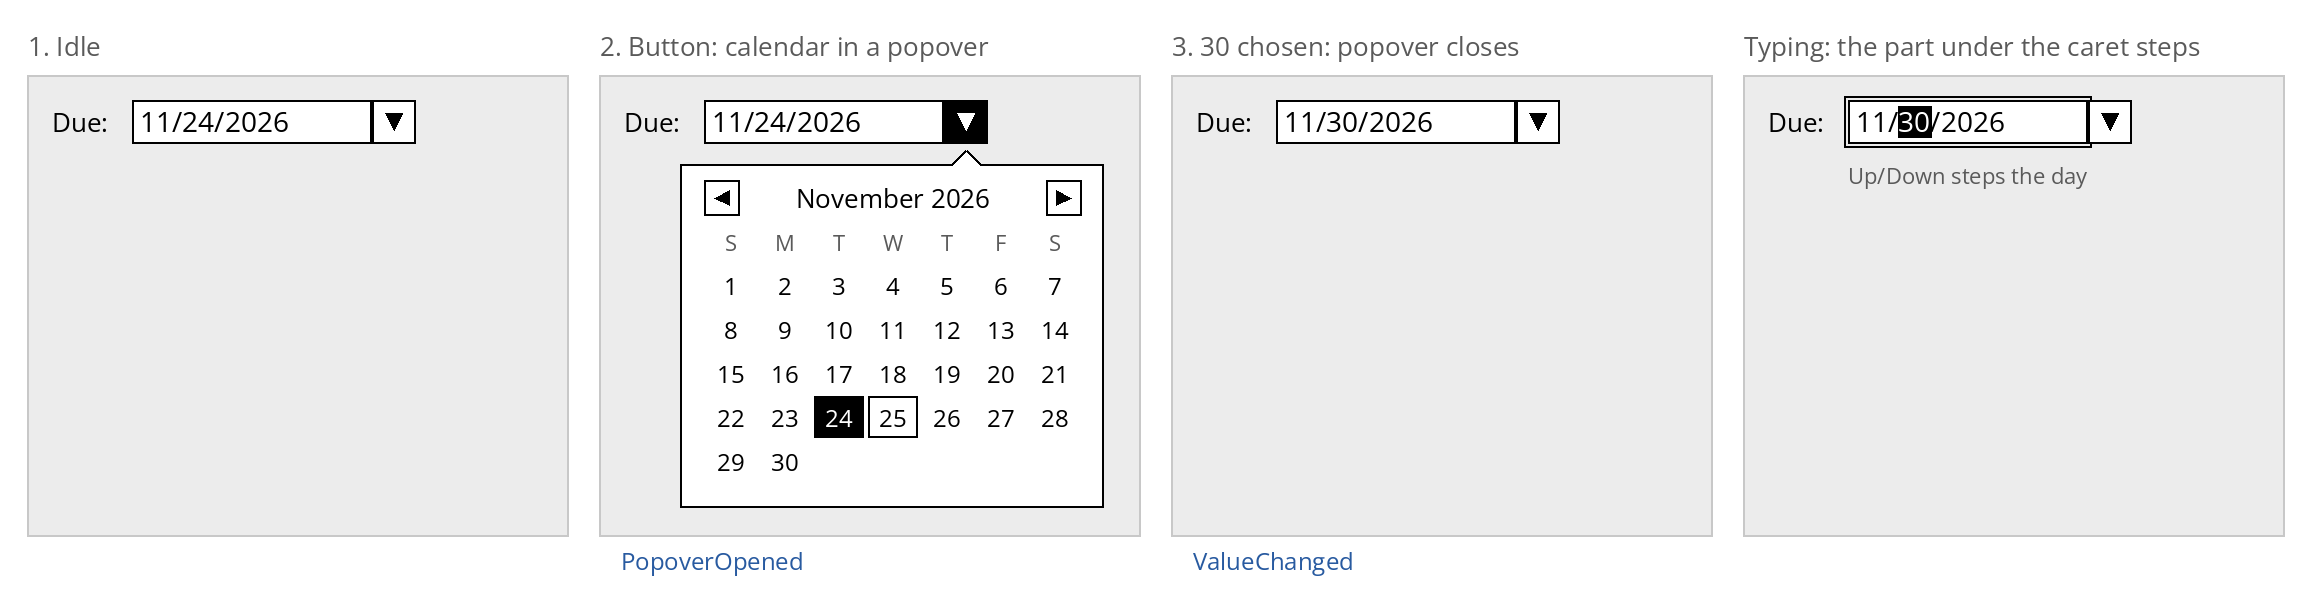 1. Idle
Due: 11/24/2026
2. Button: calendar in a popover
Due: 11/24/2026
November 2026
S M T W T F S
1 2 3 4 5 6 7
8 9 10 11 12 13 14
15 16 17 18 19 20 21
22 23 24 25 26 27 28
29 30
PopoverOpened
3. 30 chosen: popover closes
Due: 11/30/2026
ValueChanged
Typing: the part under the caret steps
Due: 11/30/2026
Up/Down steps the day